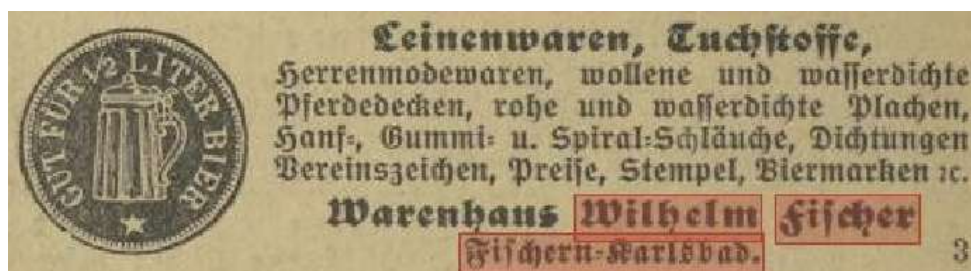 GUT FÜR 1/2 LITER BIER
Leinenwaren, Tuchstoffe,
Herrenmodewaren, wollene und wasserdichte
Pferdedecken, rohe und wasserdichte Plachen,
Hanf-, Gummi- u. Spiral-Schläuche, Dichtungen
Vereinszeichen, Preise, Stempel, Biermarken ꝛc.
Warenhaus Wilhelm Fischer
Fischern-Karlsbad. 3